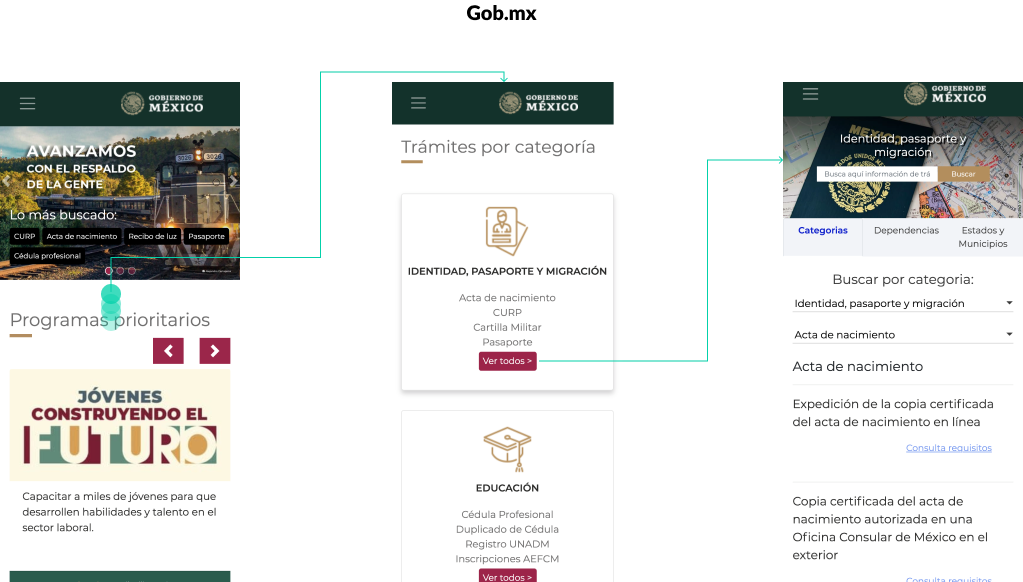 Gob.mx
GOBIERNO DE
MÉXICO
AVANZAMOS
CON EL RESPALDO
DE LA GENTE
3020
3020
Lo más buscado:
CURP
Acta de nacimiento
Recibo de luz
Pasaporte
Cédula profesional
Programas prioritarios
JÓVENES
CONSTRUYENDO EL
FUTURO
Capacitar a miles de jóvenes para que
desarrollen habilidades y talento en el
sector laboral.
GOBIERNO DE
MÉXICO
Trámites por categoría
IDENTIDAD, PASAPORTE Y MIGRACIÓN
Acta de nacimiento
CURP
Cartilla Militar
Pasaporte
Ver todos >
EDUCACIÓN
Cédula Profesional
Duplicado de Cédula
Registro UNADM
Inscripciones AEFCM
Ver todos >
GOBIERNO DE
MÉXICO
Identidad, pasaporte y
migración
Busca aquí información de trá
Buscar
Categorias
Dependencias
Estados y
Municipios
Buscar por categoria:
Identidad, pasaporte y migración
Acta de nacimiento
Acta de nacimiento
Expedición de la copia certificada
del acta de nacimiento en línea
Consulta requisitos
Copia certificada del acta de
nacimiento autorizada en una
Oficina Consular de México en el
exterior
Consulta requisitos